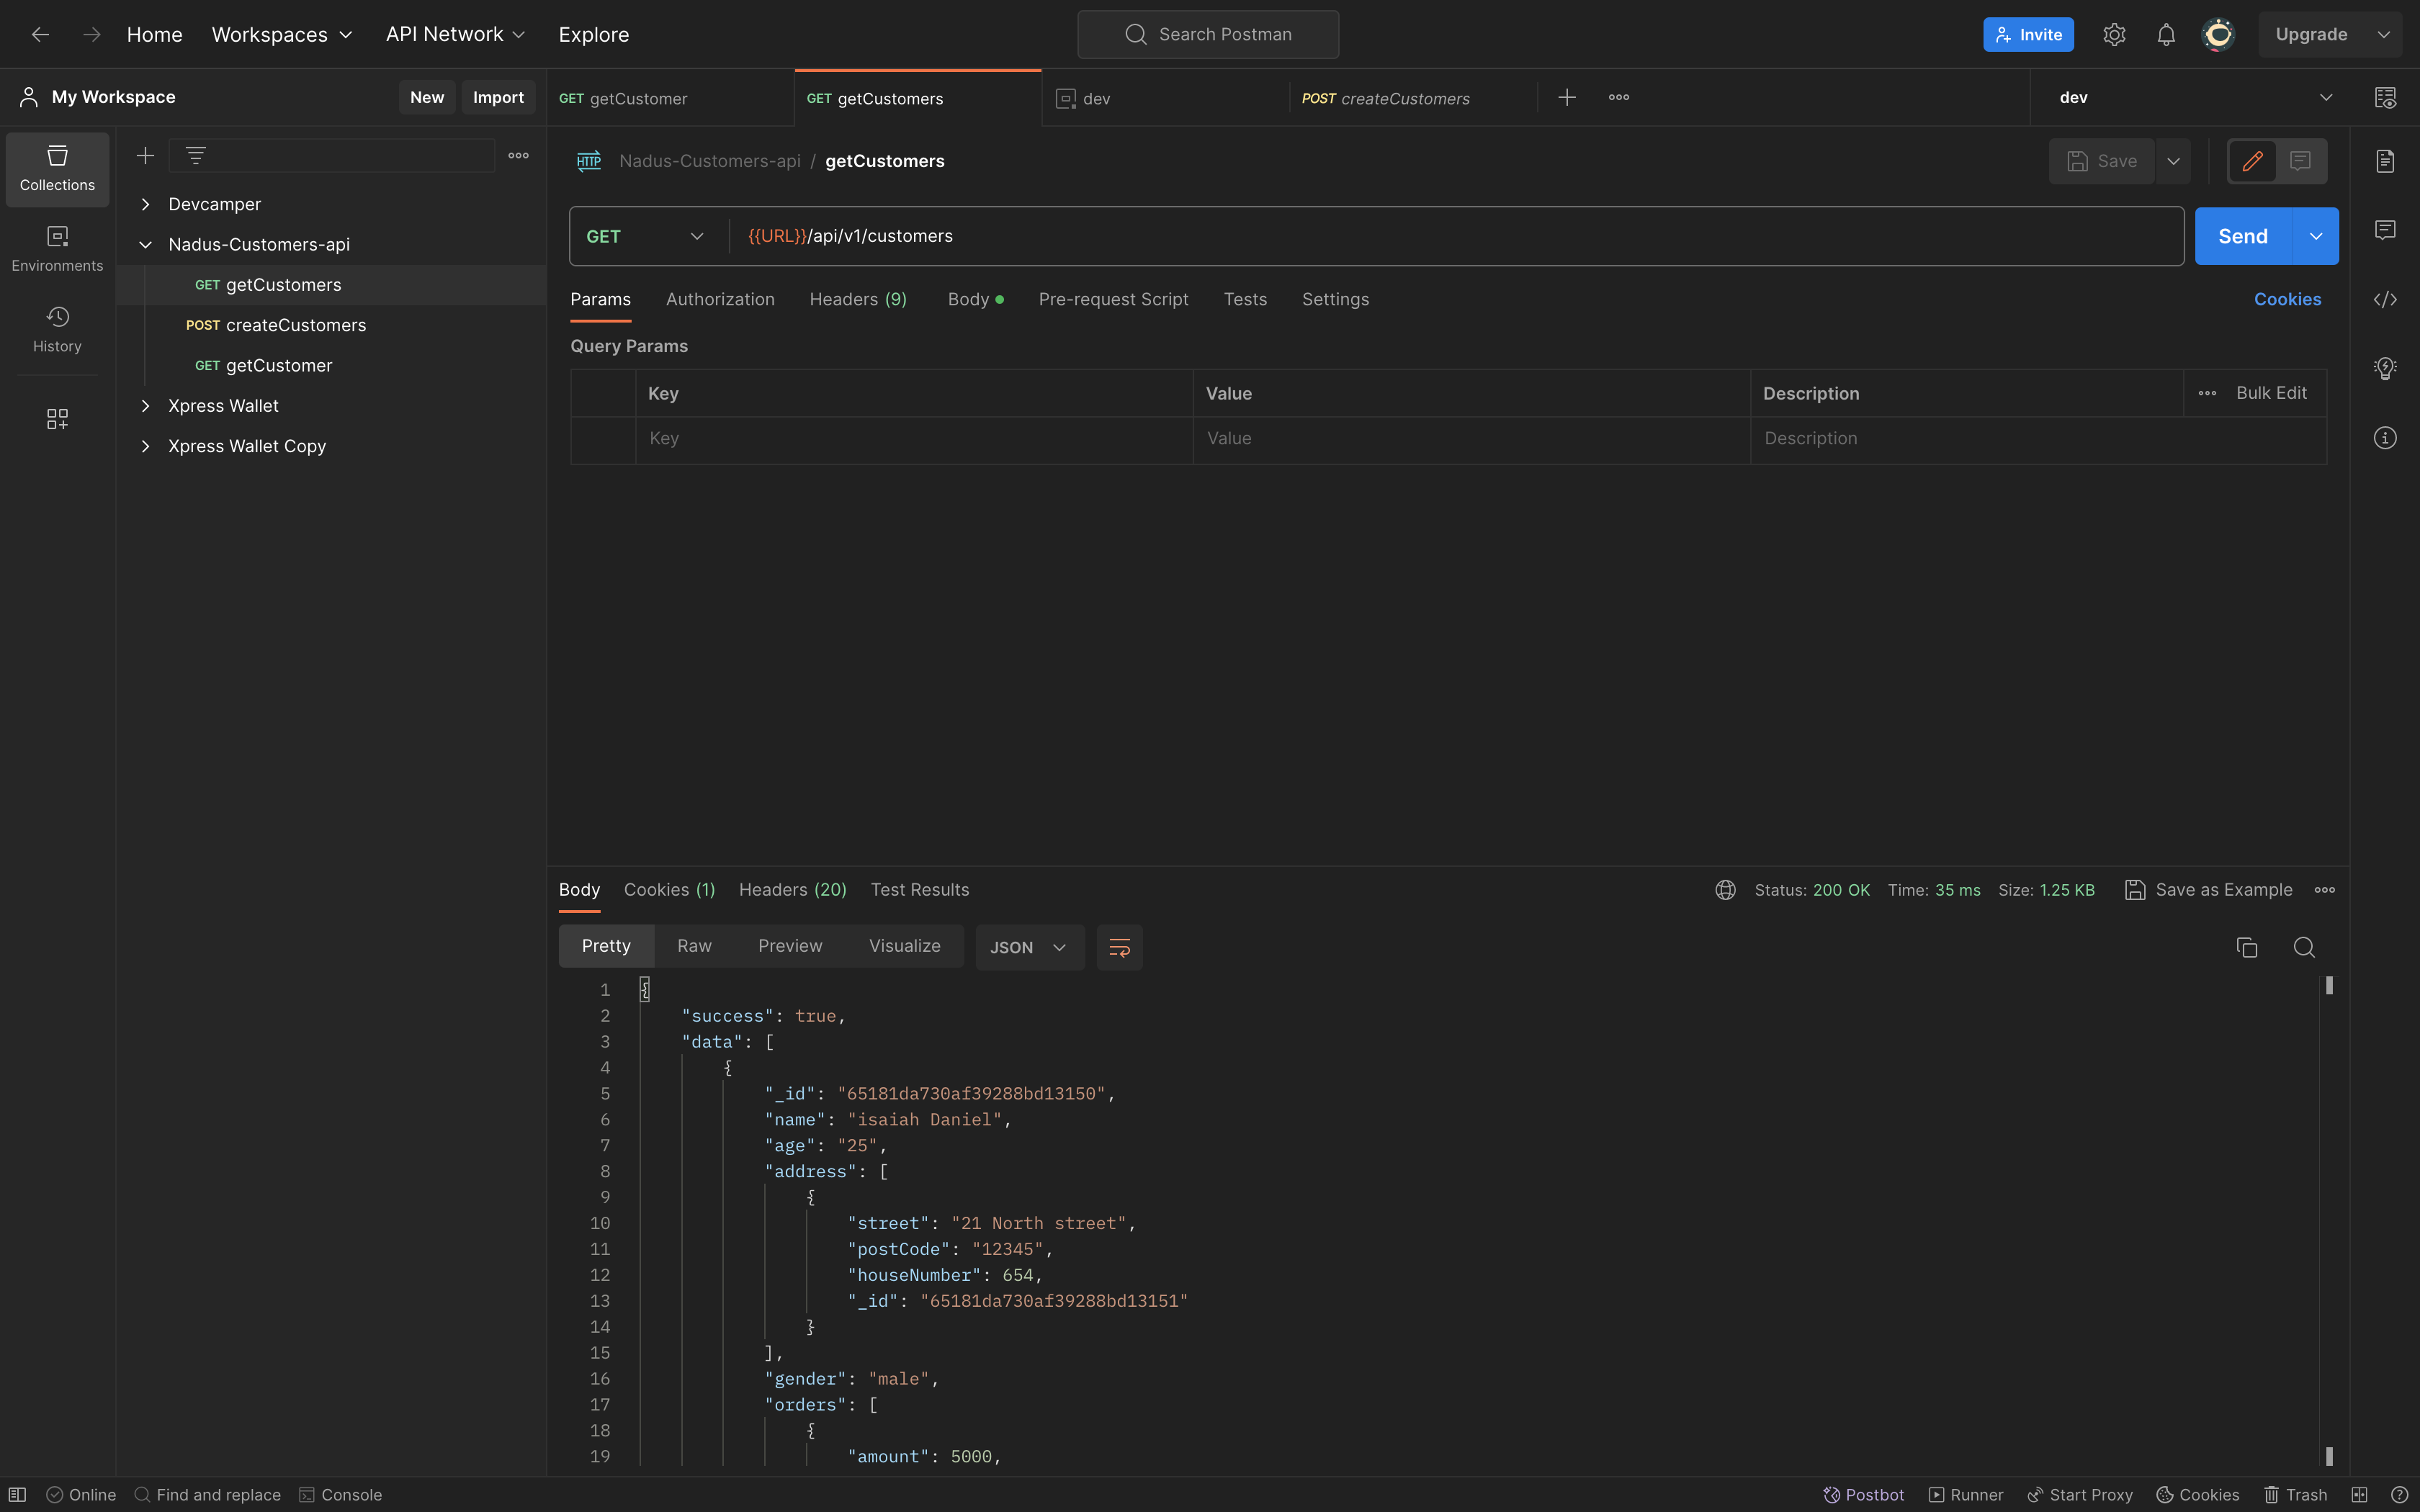 Home Workspaces API Network Explore Search Postman Invite Upgrade
My Workspace New Import GET getCustomer GET getCustomers dev POST createCustomers dev
Collections
Environments
History
Devcamper
Nadus-Customers-api
GET getCustomers
POST createCustomers
GET getCustomer
Xpress Wallet
Xpress Wallet Copy
HTTP Nadus-Customers-api / getCustomers Save
GET {{URL}}/api/v1/customers Send
Params Authorization Headers (9) Body Pre-request Script Tests Settings Cookies
Query Params
Key Value Description Bulk Edit
Key Value Description
Body Cookies (1) Headers (20) Test Results Status: 200 OK Time: 35 ms Size: 1.25 KB Save as Example
Pretty Raw Preview Visualize JSON
1 {
2 "success": true,
3 "data": [
4 {
5 "_id": "65181da730af39288bd13150",
6 "name": "isaiah Daniel",
7 "age": "25",
8 "address": [
9 {
10 "street": "21 North street",
11 "postCode": "12345",
12 "houseNumber": 654,
13 "_id": "65181da730af39288bd13151"
14 }
15 ],
16 "gender": "male",
17 "orders": [
18 {
19 "amount": 5000,
Online Find and replace Console Postbot Runner Start Proxy Cookies Trash